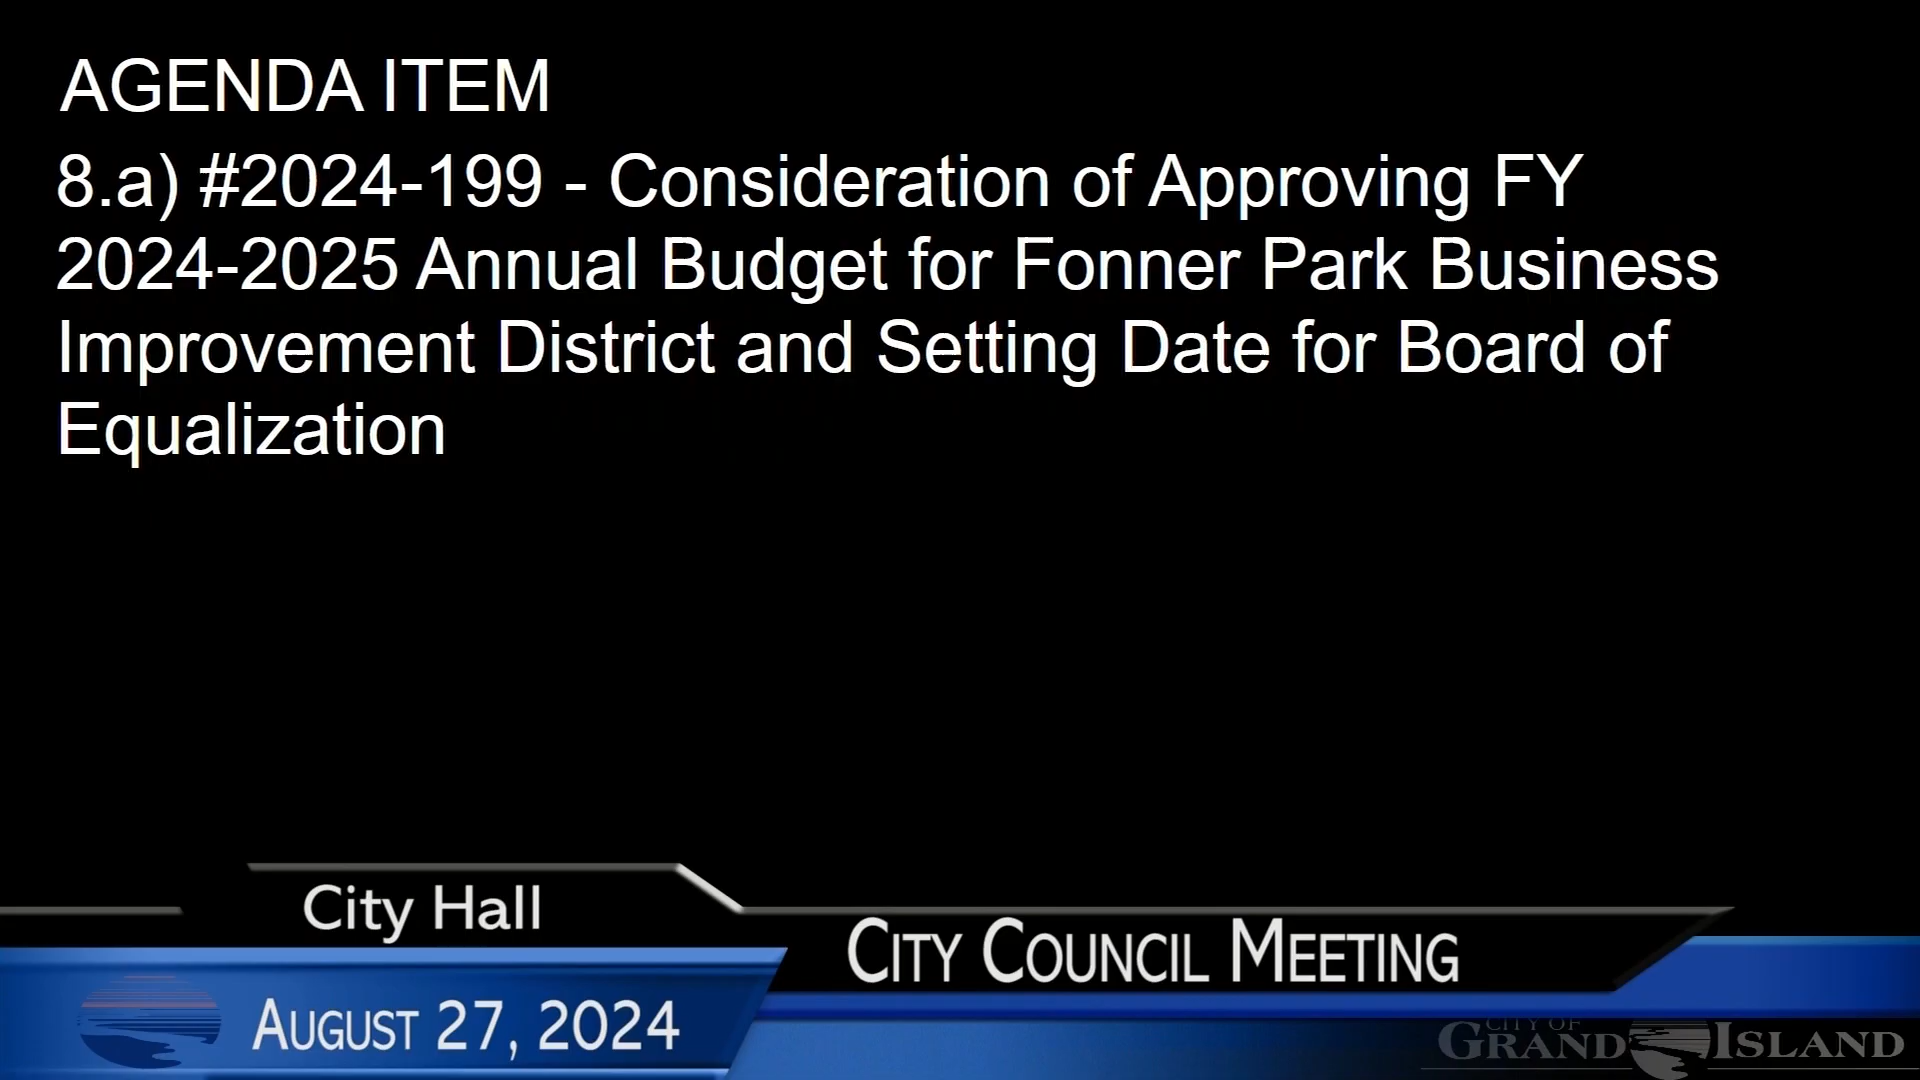 AGENDA ITEM
8.a) #2024-199 - Consideration of Approving FY
2024-2025 Annual Budget for Fonner Park Business
Improvement District and Setting Date for Board of
Equalization
City Hall
CITY COUNCIL MEETING
AUGUST 27, 2024
CITY OF
GRAND ISLAND